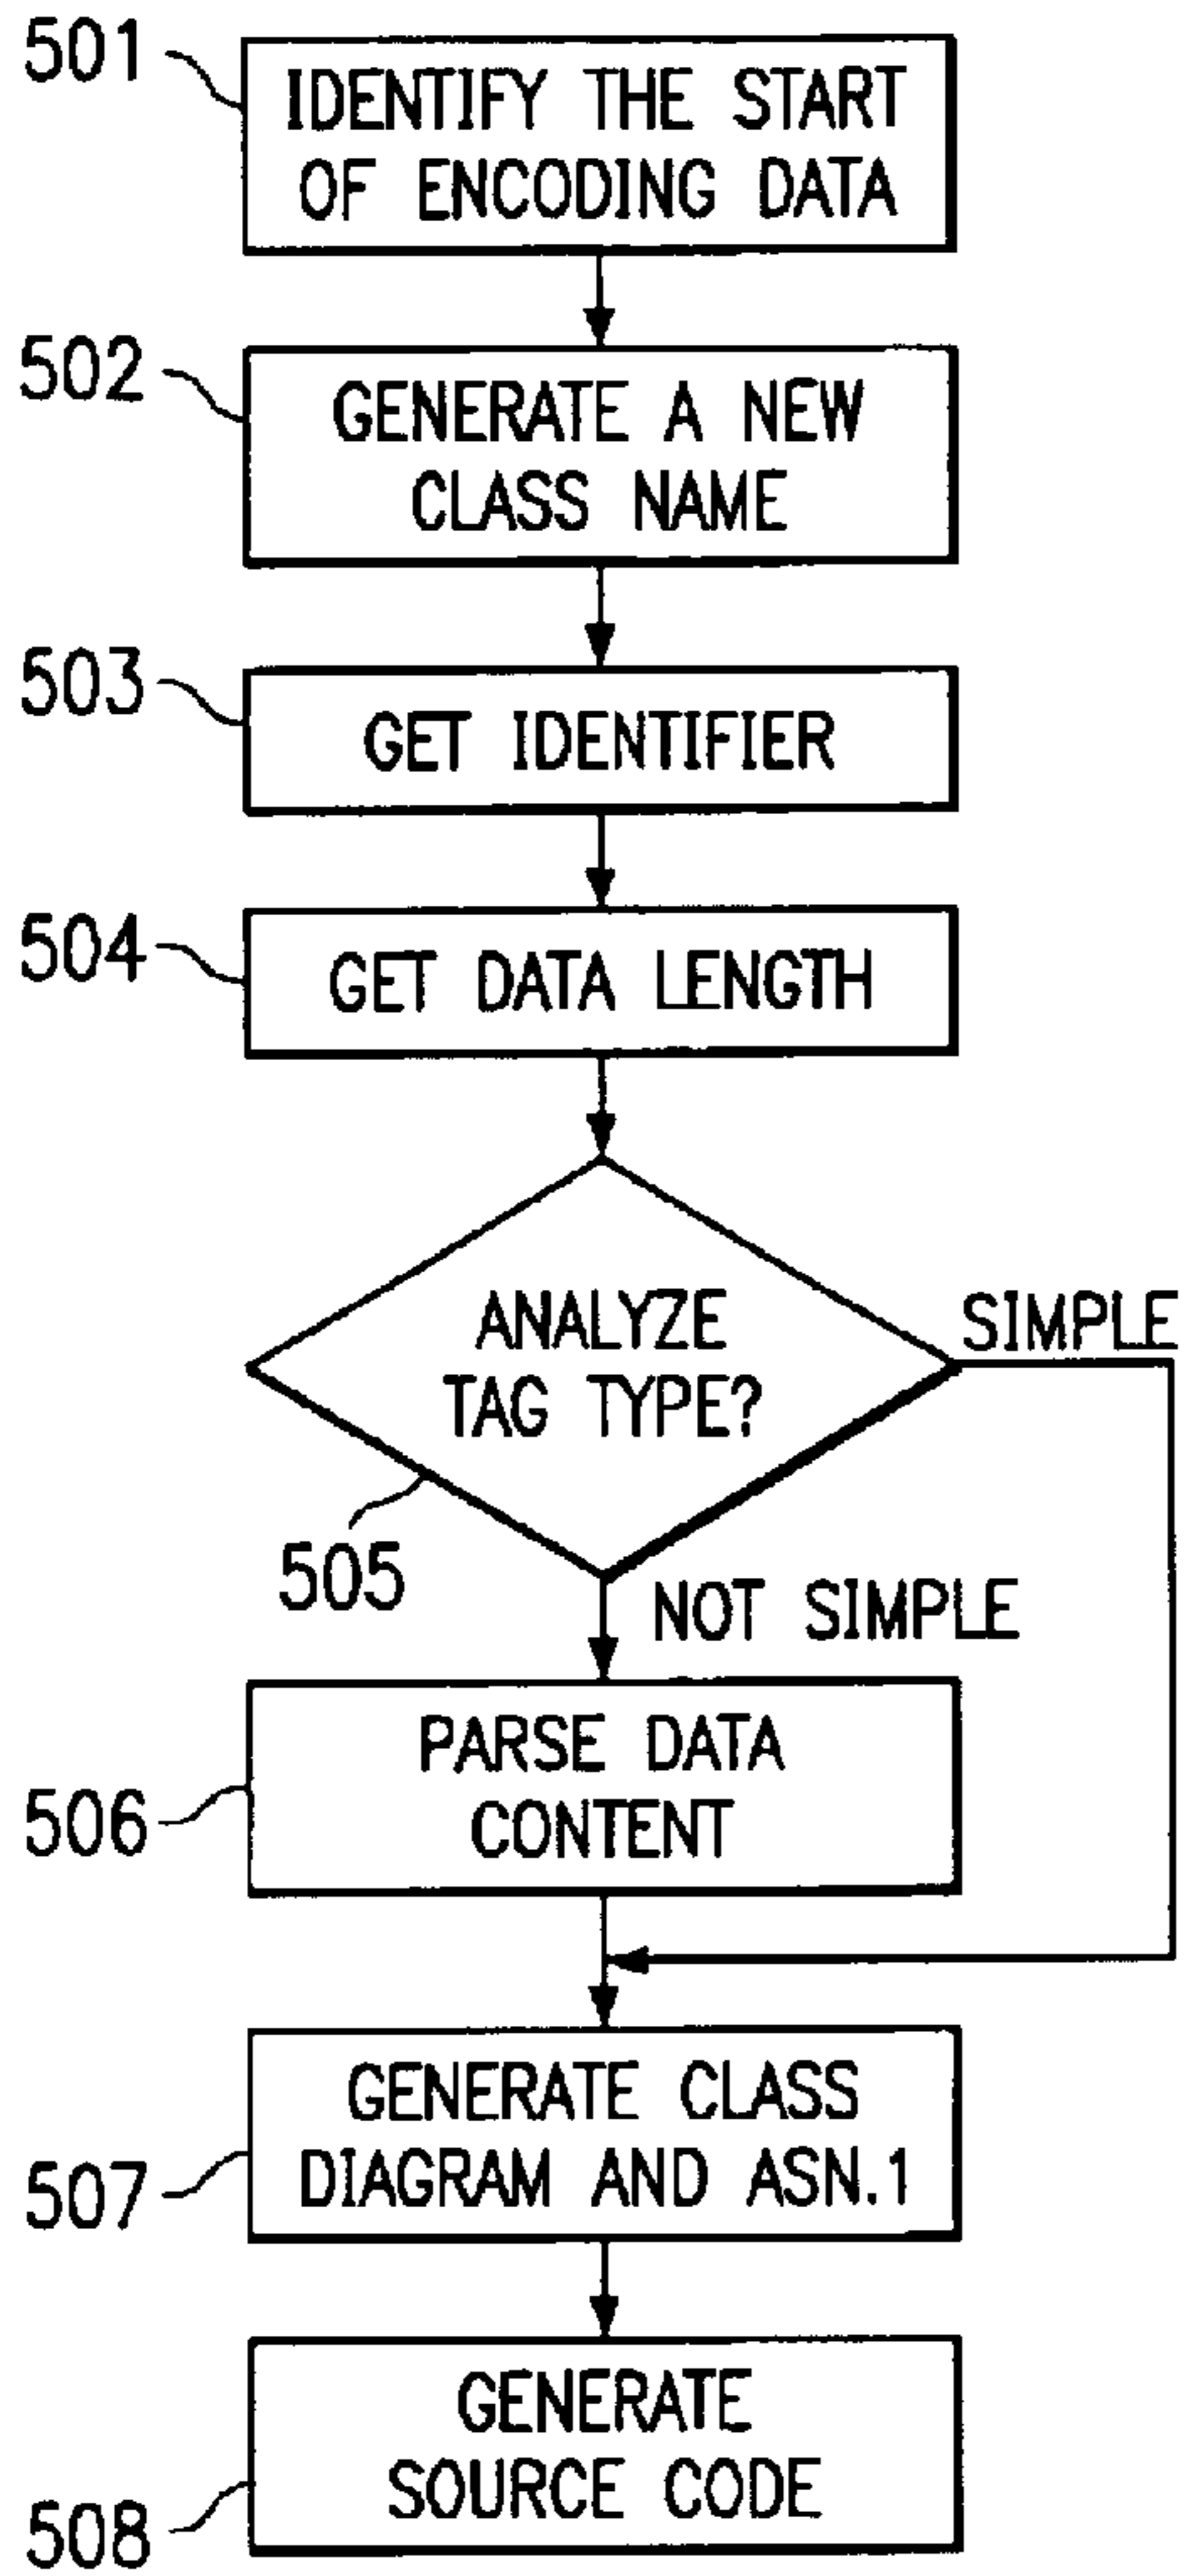 501
IDENTIFY THE START
OF ENCODING DATA
502
GENERATE A NEW
CLASS NAME
503
GET IDENTIFIER
504
GET DATA LENGTH
ANALYZE
TAG TYPE?
SIMPLE
505
NOT SIMPLE
PARSE DATA
CONTENT
506
GENERATE CLASS
DIAGRAM AND ASN.1
507
GENERATE
SOURCE CODE
508